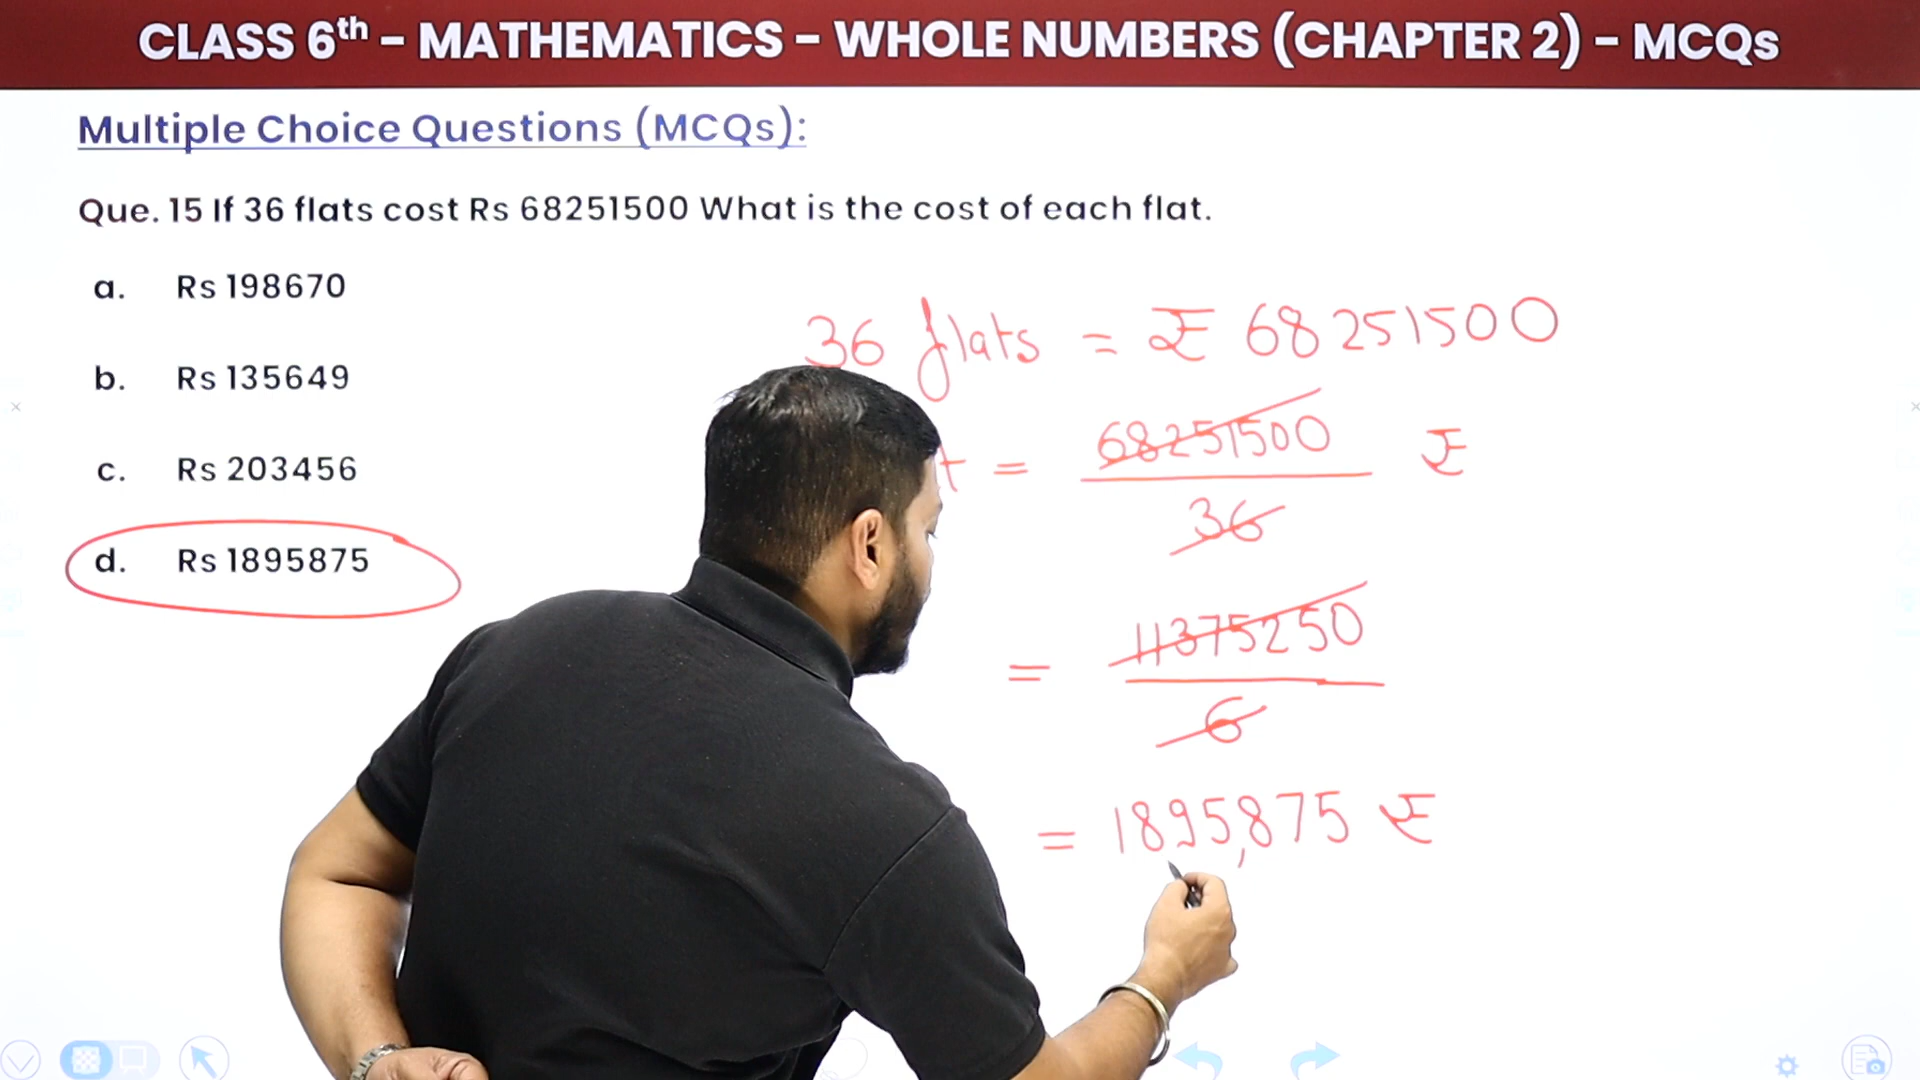 CLASS 6th - MATHEMATICS - WHOLE NUMBERS (CHAPTER 2) - MCQs
Multiple Choice Questions (MCQs):
Que. 15 If 36 flats cost Rs 68251500 What is the cost of each flat.
a. Rs 198670
b. Rs 135649
c. Rs 203456
d. Rs 1895875
36 flats = ₹ 68251500
t = 68251500 ₹
36
= 11375250
6
= 1895,875 ₹